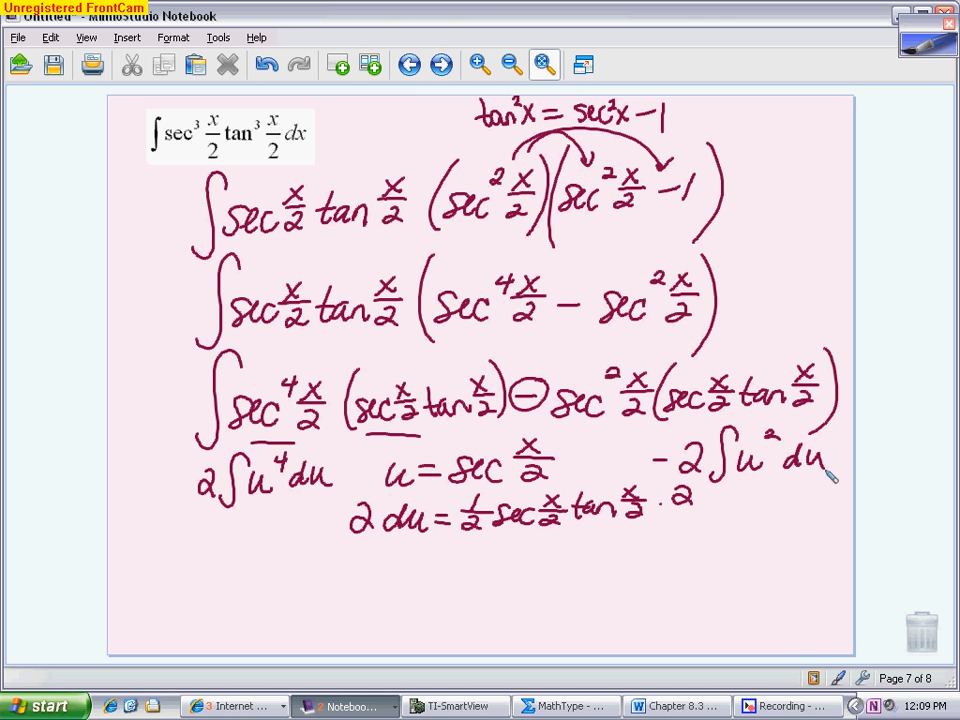 Unregistered FrontCam
Untitled* - MimioStudio Notebook
File Edit View Insert Format Tools Help
∫ sec³ x/2 tan³ x/2 dx
tan²x = sec²x − 1
∫ sec x/2 tan x/2 (sec² x/2)(sec² x/2 − 1)
∫ sec x/2 tan x/2 (sec⁴ x/2 − sec² x/2)
∫ sec⁴ x/2 (sec x/2 tan x/2) − sec² x/2 (sec x/2 tan x/2)
2∫u⁴du u = sec x/2 − 2∫u²du
2 du = 1/2 sec x/2 tan x/2 · 2
Page 7 of 8
start 3 Internet ... 2 Noteboo... TI-SmartView MathType - ... Chapter 8.3 ... Recording - ... 12:09 PM